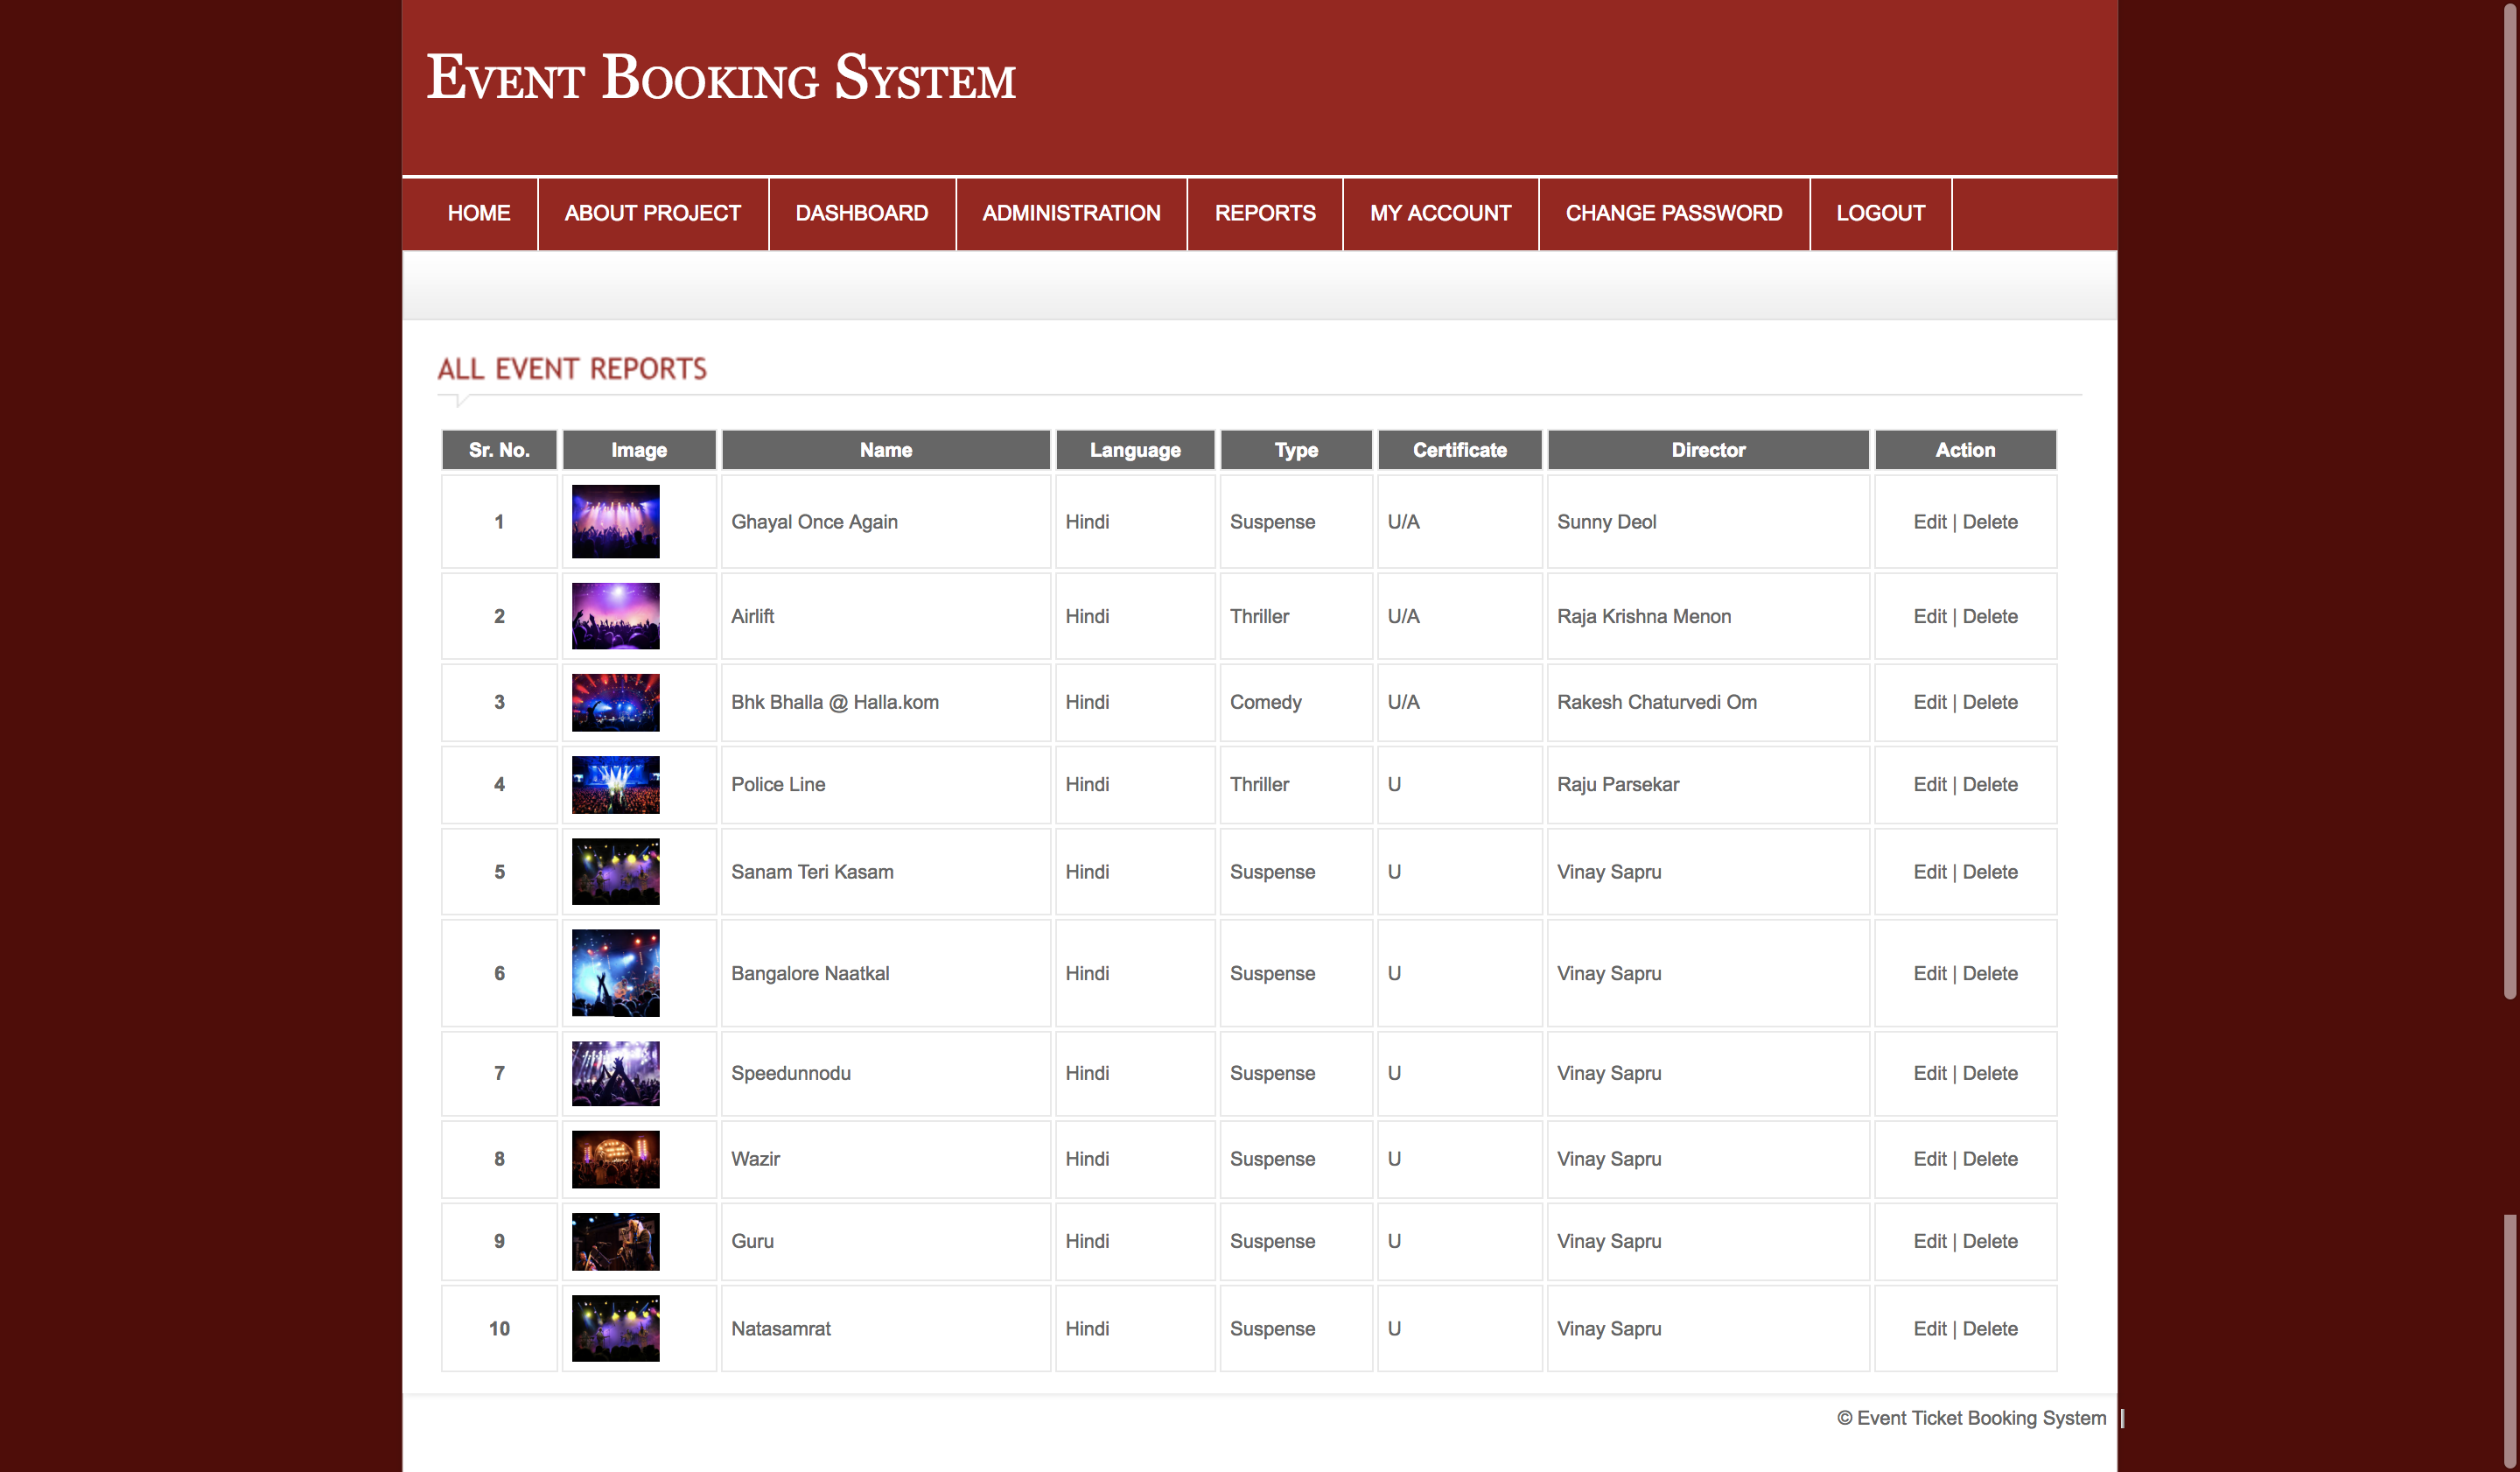 Event Booking System
HOME ABOUT PROJECT DASHBOARD ADMINISTRATION REPORTS MY ACCOUNT CHANGE PASSWORD LOGOUT
ALL EVENT REPORTS
Sr. No. Image Name Language Type Certificate Director Action
1 Ghayal Once Again Hindi Suspense U/A Sunny Deol Edit | Delete
2 Airlift Hindi Thriller U/A Raja Krishna Menon Edit | Delete
3 Bhk Bhalla @ Halla.kom Hindi Comedy U/A Rakesh Chaturvedi Om Edit | Delete
4 Police Line Hindi Thriller U Raju Parsekar Edit | Delete
5 Sanam Teri Kasam Hindi Suspense U Vinay Sapru Edit | Delete
6 Bangalore Naatkal Hindi Suspense U Vinay Sapru Edit | Delete
7 Speedunnodu Hindi Suspense U Vinay Sapru Edit | Delete
8 Wazir Hindi Suspense U Vinay Sapru Edit | Delete
9 Guru Hindi Suspense U Vinay Sapru Edit | Delete
10 Natasamrat Hindi Suspense U Vinay Sapru Edit | Delete
© Event Ticket Booking System |